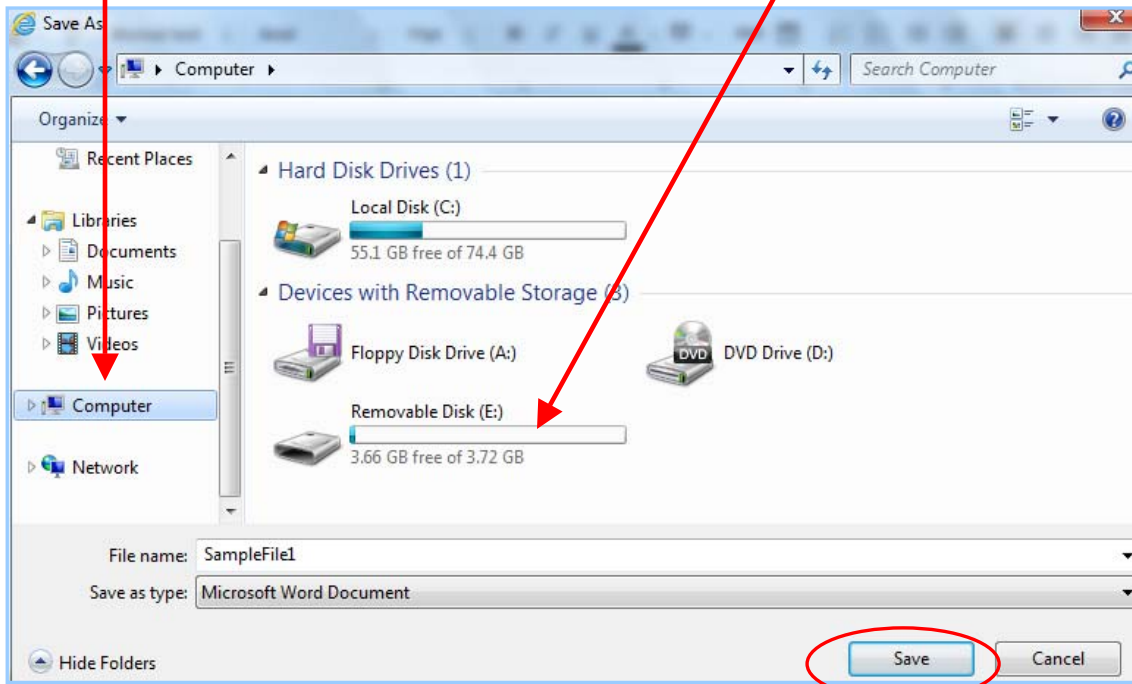 Save As
Computer
Search Computer
Organize
Recent Places
Libraries
Documents
Music
Pictures
Videos
Computer
Network
Hard Disk Drives (1)
Local Disk (C:)
55.1 GB free of 74.4 GB
Devices with Removable Storage (3)
Floppy Disk Drive (A:)
DVD
DVD Drive (D:)
Removable Disk (E:)
3.66 GB free of 3.72 GB
File name: SampleFile1
Save as type: Microsoft Word Document
Hide Folders
Save
Cancel